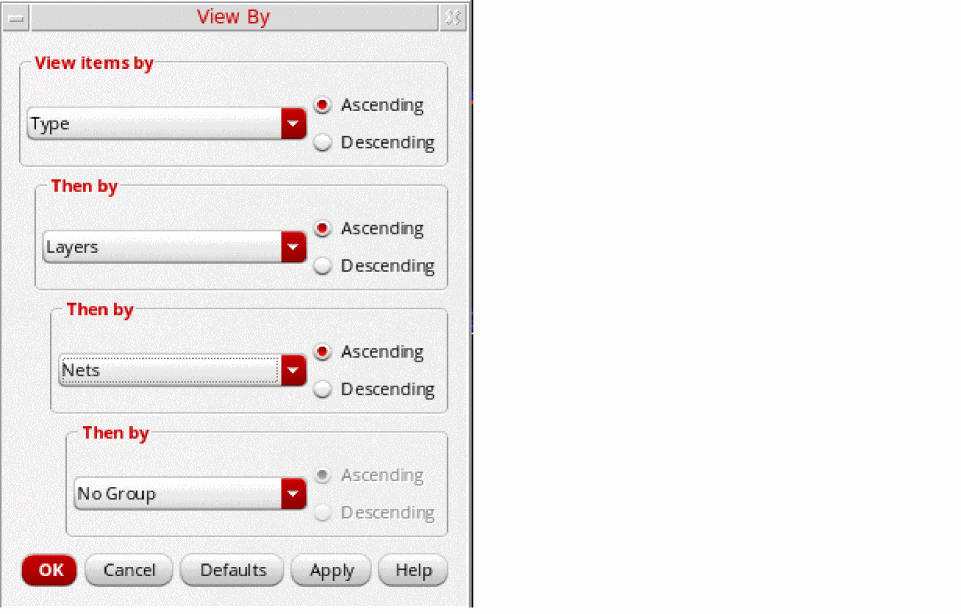 View By
View items by
Type
Ascending
Descending
Then by
Layers
Ascending
Descending
Then by
Nets
Ascending
Descending
Then by
No Group
Ascending
Descending
OK Cancel Defaults Apply Help